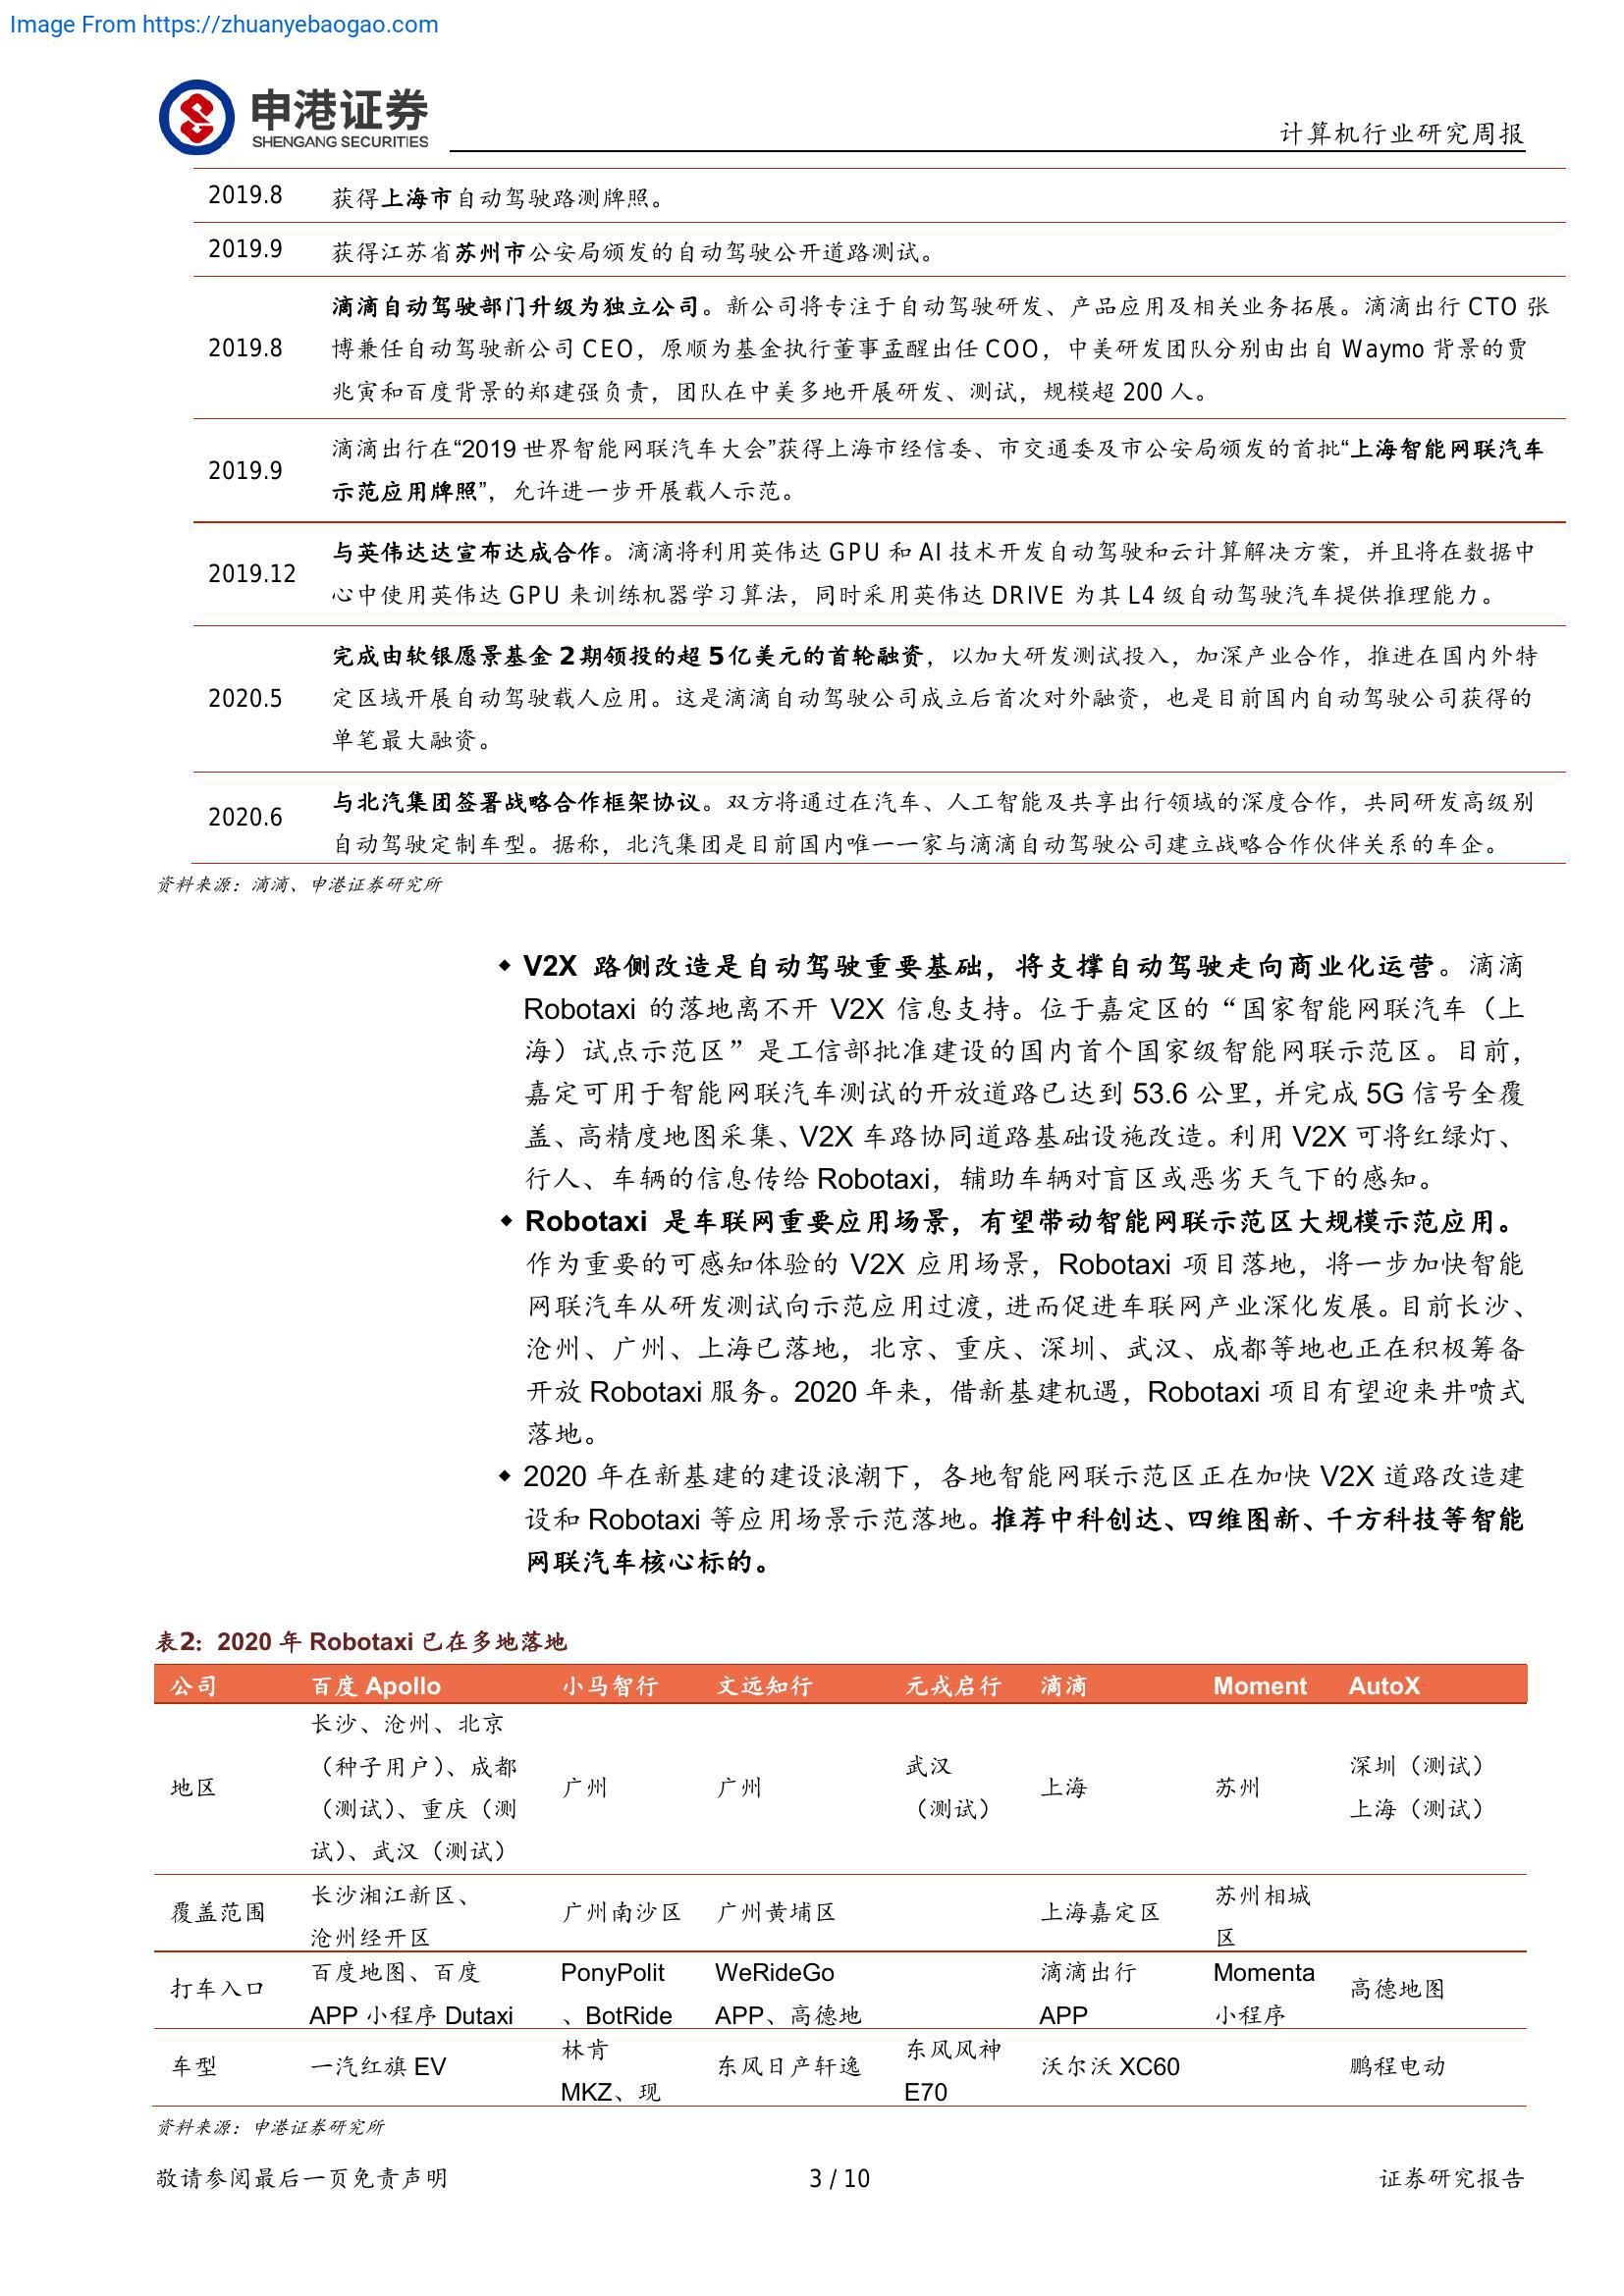 Image From https://zhuanyebaogao.com
申港证券
SHENGANG SECURITIES
计算机行业研究周报
2019.8 获得上海市自动驾驶路测牌照。
2019.9 获得江苏省苏州市公安局颁发的自动驾驶公开道路测试。
滴滴自动驾驶部门升级为独立公司。新公司将专注于自动驾驶研发、产品应用及相关业务拓展。滴滴出行 CTO 张
2019.8 博兼任自动驾驶新公司 CEO，原顺为基金执行董事孟醒出任 COO，中美研发团队分别由出自 Waymo 背景的贾
兆寅和百度背景的郑建强负责，团队在中美多地开展研发、测试，规模超 200 人。
滴滴出行在“2019 世界智能网联汽车大会”获得上海市经信委、市交通委及市公安局颁发的首批“上海智能网联汽车
2019.9
示范应用牌照”，允许进一步开展载人示范。
与英伟达达宣布达成合作。滴滴将利用英伟达 GPU 和 AI 技术开发自动驾驶和云计算解决方案，并且将在数据中
2019.12
心中使用英伟达 GPU 来训练机器学习算法，同时采用英伟达 DRIVE 为其 L4 级自动驾驶汽车提供推理能力。
完成由软银愿景基金 2 期领投的超 5 亿美元的首轮融资，以加大研发测试投入，加深产业合作，推进在国内外特
2020.5 定区域开展自动驾驶载人应用。这是滴滴自动驾驶公司成立后首次对外融资，也是目前国内自动驾驶公司获得的
单笔最大融资。
与北汽集团签署战略合作框架协议。双方将通过在汽车、人工智能及共享出行领域的深度合作，共同研发高级别
2020.6
自动驾驶定制车型。据称，北汽集团是目前国内唯一一家与滴滴自动驾驶公司建立战略合作伙伴关系的车企。
资料来源：滴滴、申港证券研究所
◆ V2X 路侧改造是自动驾驶重要基础，将支撑自动驾驶走向商业化运营。滴滴
Robotaxi 的落地离不开 V2X 信息支持。位于嘉定区的“国家智能网联汽车（上
海）试点示范区”是工信部批准建设的国内首个国家级智能网联示范区。目前，
嘉定可用于智能网联汽车测试的开放道路已达到 53.6 公里，并完成 5G 信号全覆
盖、高精度地图采集、V2X 车路协同道路基础设施改造。利用 V2X 可将红绿灯、
行人、车辆的信息传给 Robotaxi，辅助车辆对盲区或恶劣天气下的感知。
◆ Robotaxi 是车联网重要应用场景，有望带动智能网联示范区大规模示范应用。
作为重要的可感知体验的 V2X 应用场景，Robotaxi 项目落地，将一步加快智能
网联汽车从研发测试向示范应用过渡，进而促进车联网产业深化发展。目前长沙、
沧州、广州、上海已落地，北京、重庆、深圳、武汉、成都等地也正在积极筹备
开放 Robotaxi 服务。2020 年来，借新基建机遇，Robotaxi 项目有望迎来井喷式
落地。
◆ 2020 年在新基建的建设浪潮下，各地智能网联示范区正在加快 V2X 道路改造建
设和 Robotaxi 等应用场景示范落地。推荐中科创达、四维图新、千方科技等智能
网联汽车核心标的。
表2：2020 年 Robotaxi 已在多地落地
公司 百度 Apollo 小马智行 文远知行 元戎启行 滴滴 Moment AutoX
长沙、沧州、北京
（种子用户）、成都 武汉 深圳（测试）
地区 广州 广州 上海 苏州
（测试）、重庆（测 （测试） 上海（测试）
试）、武汉（测试）
长沙湘江新区、 苏州相城
覆盖范围 广州南沙区 广州黄埔区 上海嘉定区
沧州经开区 区
百度地图、百度 PonyPolit WeRideGo 滴滴出行 Momenta
打车入口 高德地图
APP 小程序 Dutaxi 、BotRide APP、高德地 APP 小程序
林肯 东风风神
车型 一汽红旗 EV 东风日产轩逸 沃尔沃 XC60 鹏程电动
MKZ、现 E70
资料来源：申港证券研究所
敬请参阅最后一页免责声明 3 / 10 证券研究报告